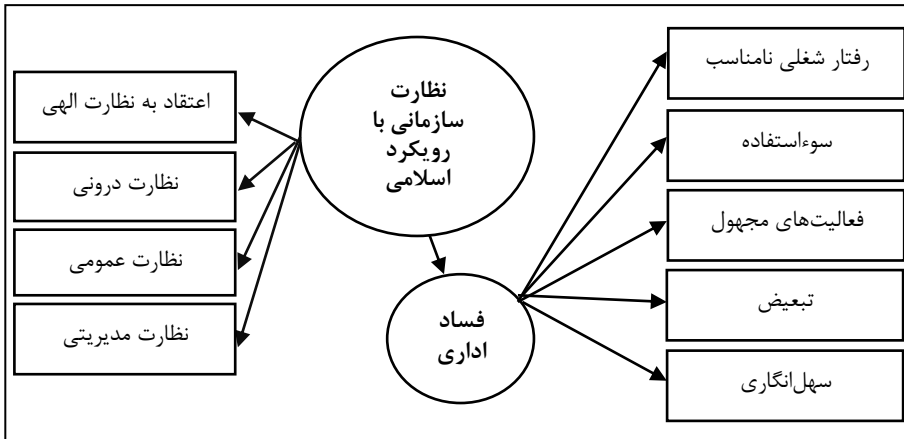 نظارت
سازمانی با
رویکرد
اسلامی
رفتار شغلی نامناسب
سوءاستفاده
فعالیت‌های مجهول
تبعیض
سهل‌انگاری
فساد
اداری
اعتقاد به نظارت الهی
نظارت درونی
نظارت عمومی
نظارت مدیریتی